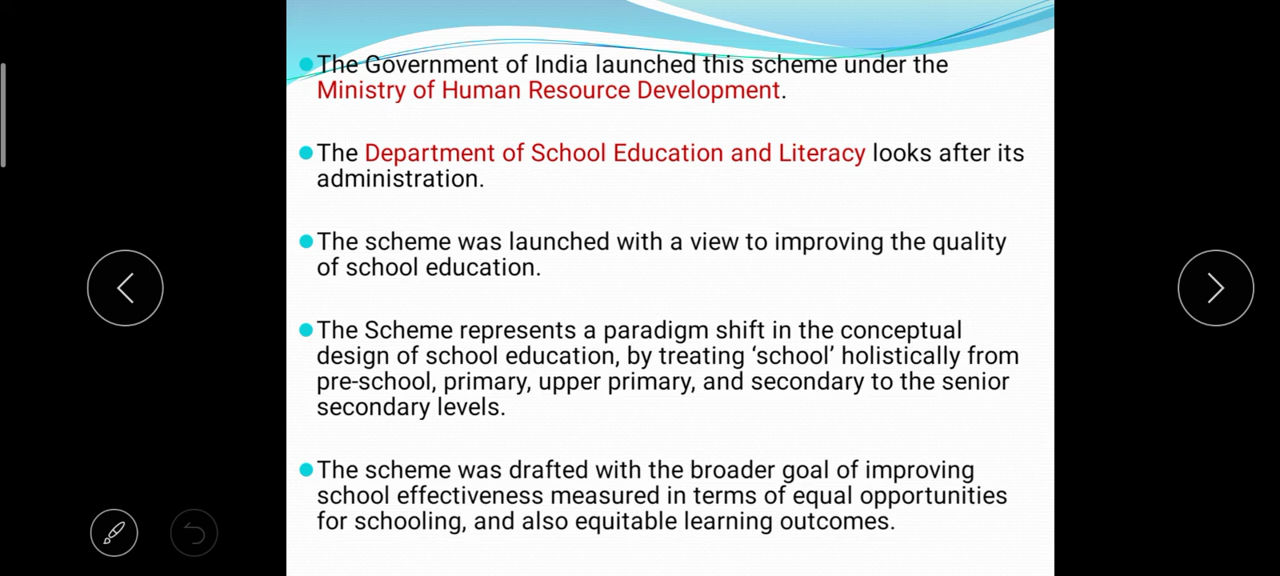 The Government of India launched this scheme under the
Ministry of Human Resource Development.
The Department of School Education and Literacy looks after its
administration.
The scheme was launched with a view to improving the quality
of school education.
The Scheme represents a paradigm shift in the conceptual
design of school education, by treating ‘school’ holistically from
pre-school, primary, upper primary, and secondary to the senior
secondary levels.
The scheme was drafted with the broader goal of improving
school effectiveness measured in terms of equal opportunities
for schooling, and also equitable learning outcomes.